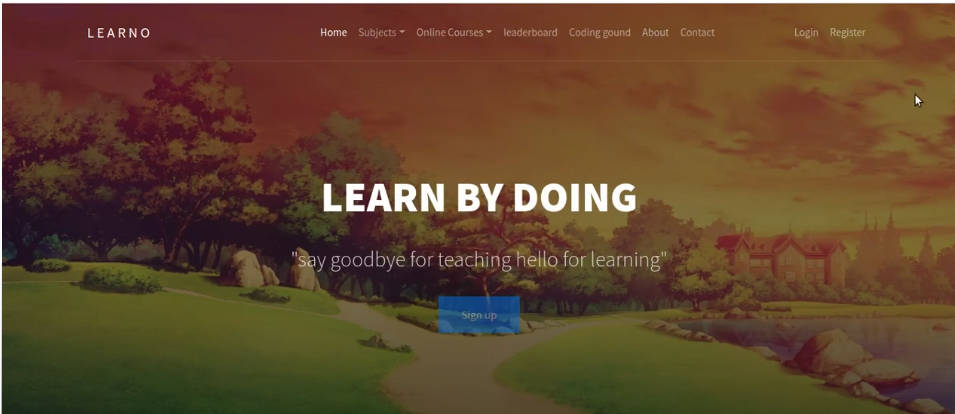 LEARNO
Home Subjects Online Courses leaderboard Coding gound About Contact Login Register
LEARN BY DOING
"say goodbye for teaching hello for learning"
Sign up